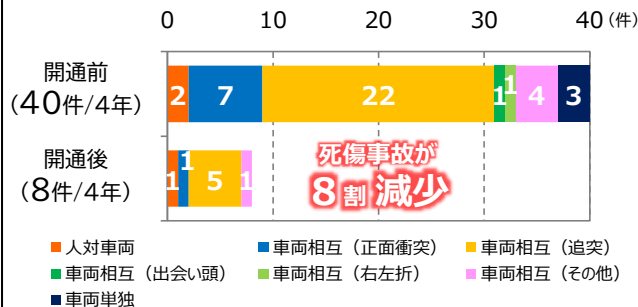 0 10 20 30 40（件）
開通前
（40件/4年）
2 7 22 1 1 4 3
開通後
（8件/4年）
1 1 5 1
死傷事故が
8割減少
人対車両 車両相互（正面衝突） 車両相互（追突）
車両相互（出会い頭） 車両相互（右左折） 車両相互（その他）
車両単独